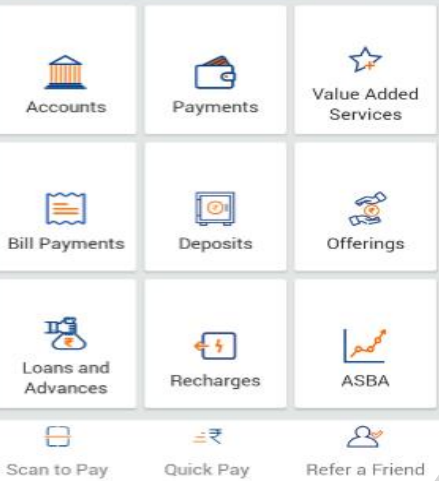 Accounts
Payments
Value Added
Services
Bill Payments
Deposits
Offerings
Loans and
Advances
Recharges
ASBA
Scan to Pay
Quick Pay
Refer a Friend